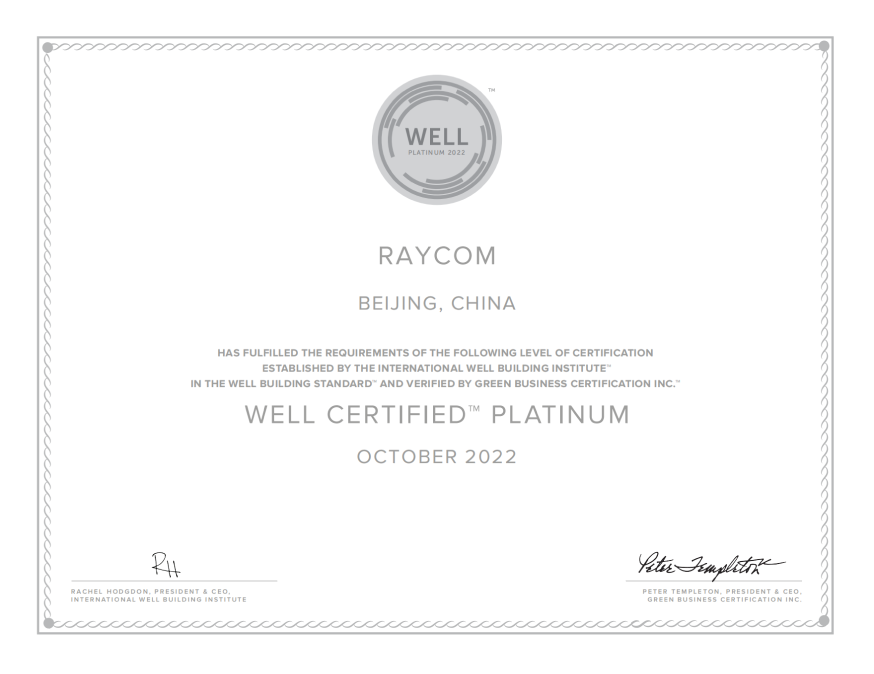 WELL
PLATINUM 2022
™
RAYCOM
BEIJING, CHINA
HAS FULFILLED THE REQUIREMENTS OF THE FOLLOWING LEVEL OF CERTIFICATION
ESTABLISHED BY THE INTERNATIONAL WELL BUILDING INSTITUTE™
IN THE WELL BUILDING STANDARD™ AND VERIFIED BY GREEN BUSINESS CERTIFICATION INC.™
WELL CERTIFIED™ PLATINUM
OCTOBER 2022
RH
RACHEL HODGDON, PRESIDENT & CEO,
INTERNATIONAL WELL BUILDING INSTITUTE
Peter Templeton
PETER TEMPLETON, PRESIDENT & CEO,
GREEN BUSINESS CERTIFICATION INC.